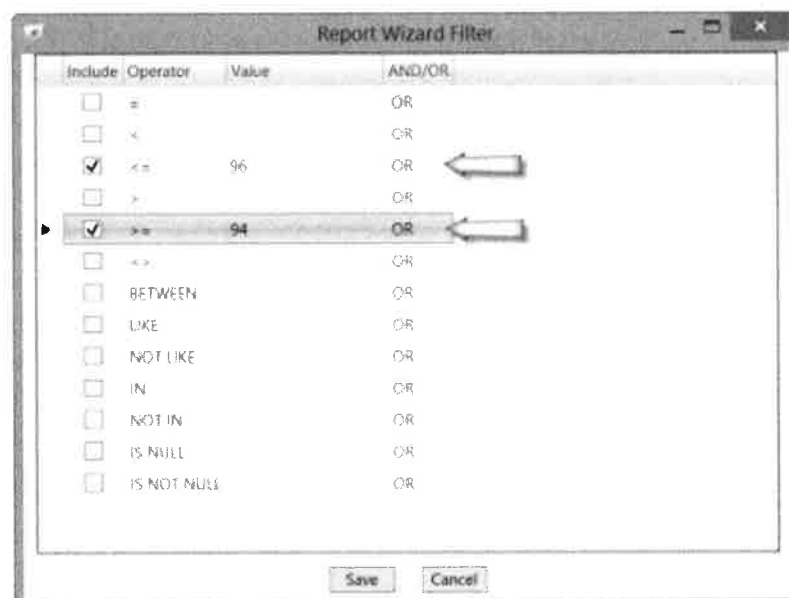 Report Wizard Filter
Include Operator Value AND/OR
= OR
< OR
<= 96 OR
> OR
>= 94 OR
<> OR
BETWEEN OR
LIKE OR
NOT LIKE OR
IN OR
NOT IN OR
IS NULL OR
IS NOT NULL OR
Save Cancel